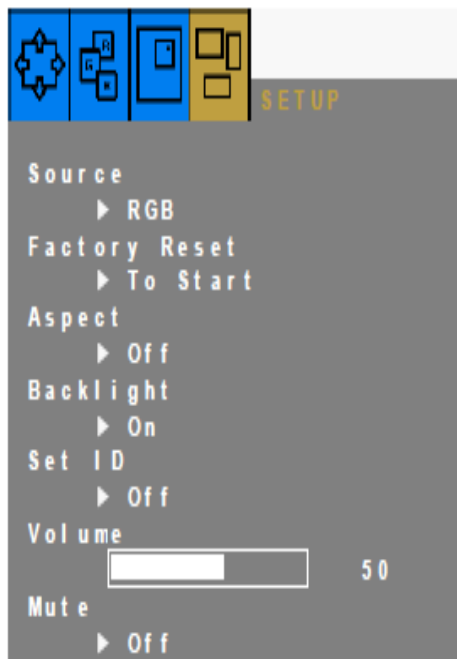 SETUP
Source
RGB
Factory Reset
To Start
Aspect
Off
Backlight
On
Set ID
Off
Volume
50
Mute
Off